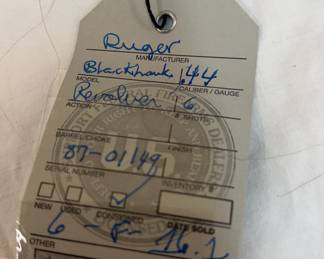 Ruger
MANUFACTURER
Blackhawk .44
MODEL CALIBER / GAUGE
Revolver 6
ACTION # SHOTS
BARREL/CHOKE FINISH
87-01149
SERIAL NUMBER
INVENTORY #
NEW USED CONSIGNED DATE SOLD
OTHER